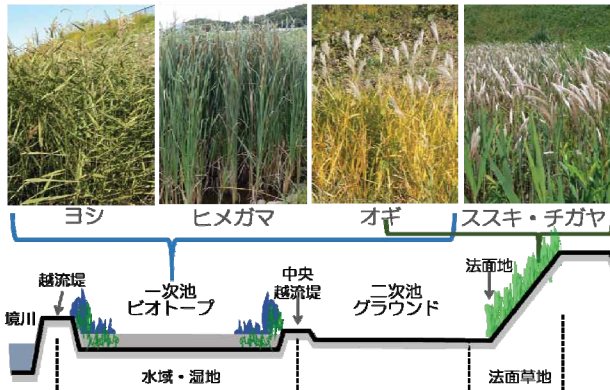 ヨシ
ヒメガマ
オギ
ススキ・チガヤ
越流堤
一次池
ビオトープ
中央
越流堤
二次池
グラウンド
法面地
境川
水域・湿地
法面草地